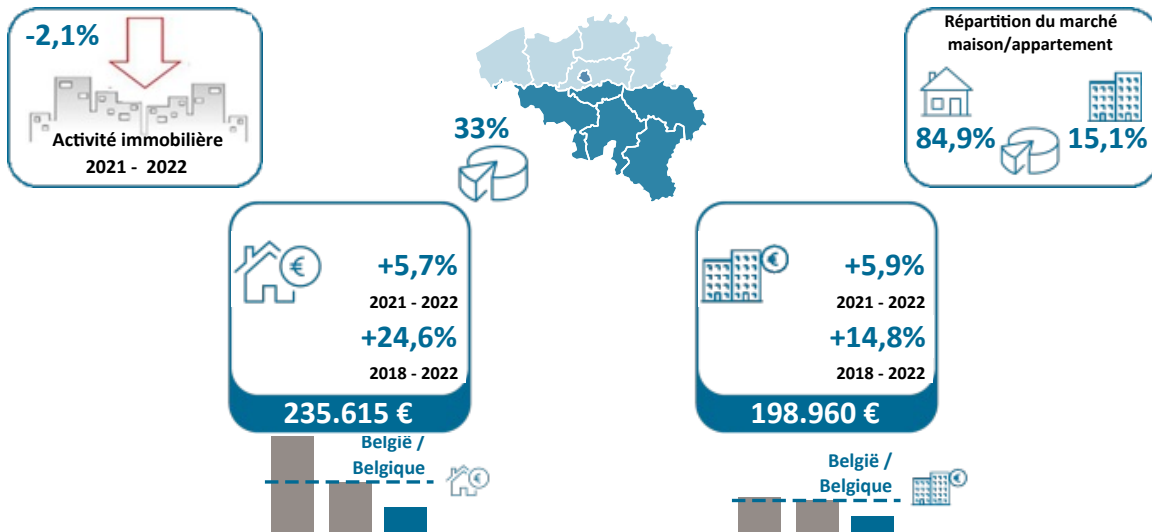 -2,1%
Activité immobilière
2021 - 2022
33%
Répartition du marché
maison/appartement
84,9%
15,1%
+5,7%
2021 - 2022
+24,6%
2018 - 2022
235.615 €
België /
Belgique
€
€
+5,9%
2021 - 2022
+14,8%
2018 - 2022
198.960 €
België /
Belgique
€
€